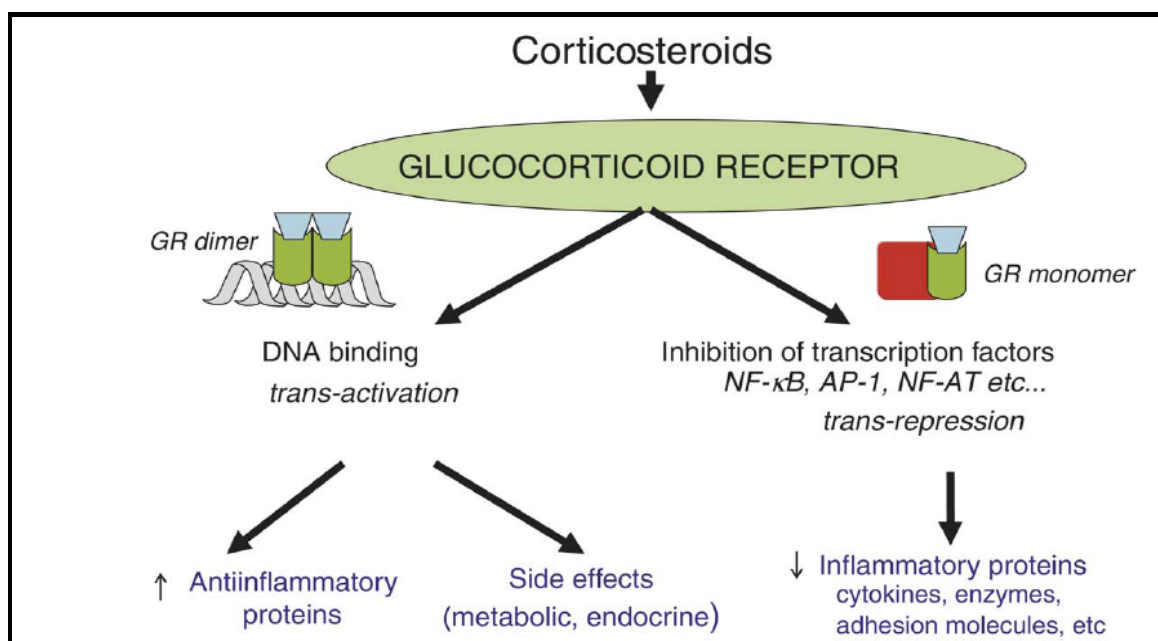 Corticosteroids
GLUCOCORTICOID RECEPTOR
GR dimer
GR monomer
DNA binding
trans-activation
Inhibition of transcription factors
NF-κB, AP-1, NF-AT etc...
trans-repression
↑ Antiinflammatory
proteins
Side effects
(metabolic, endocrine)
↓ Inflammatory proteins
cytokines, enzymes,
adhesion molecules, etc